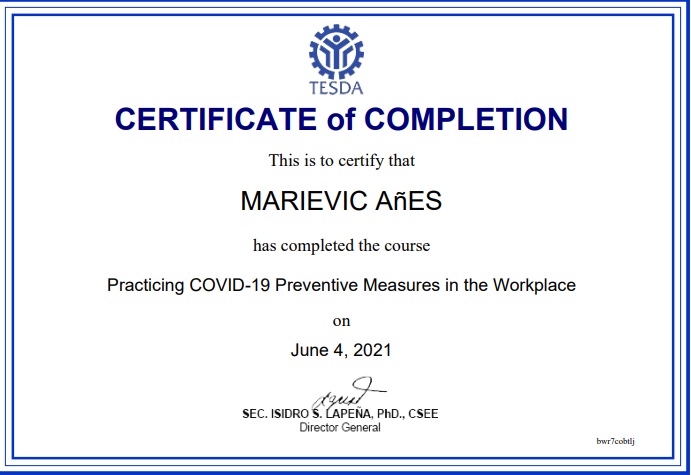 TESDA
CERTIFICATE of COMPLETION
This is to certify that
MARIEVIC AñES
has completed the course
Practicing COVID-19 Preventive Measures in the Workplace
on
June 4, 2021
SEC. ISIDRO S. LAPEÑA, PhD., CSEE
Director General
bwr7cobtlj